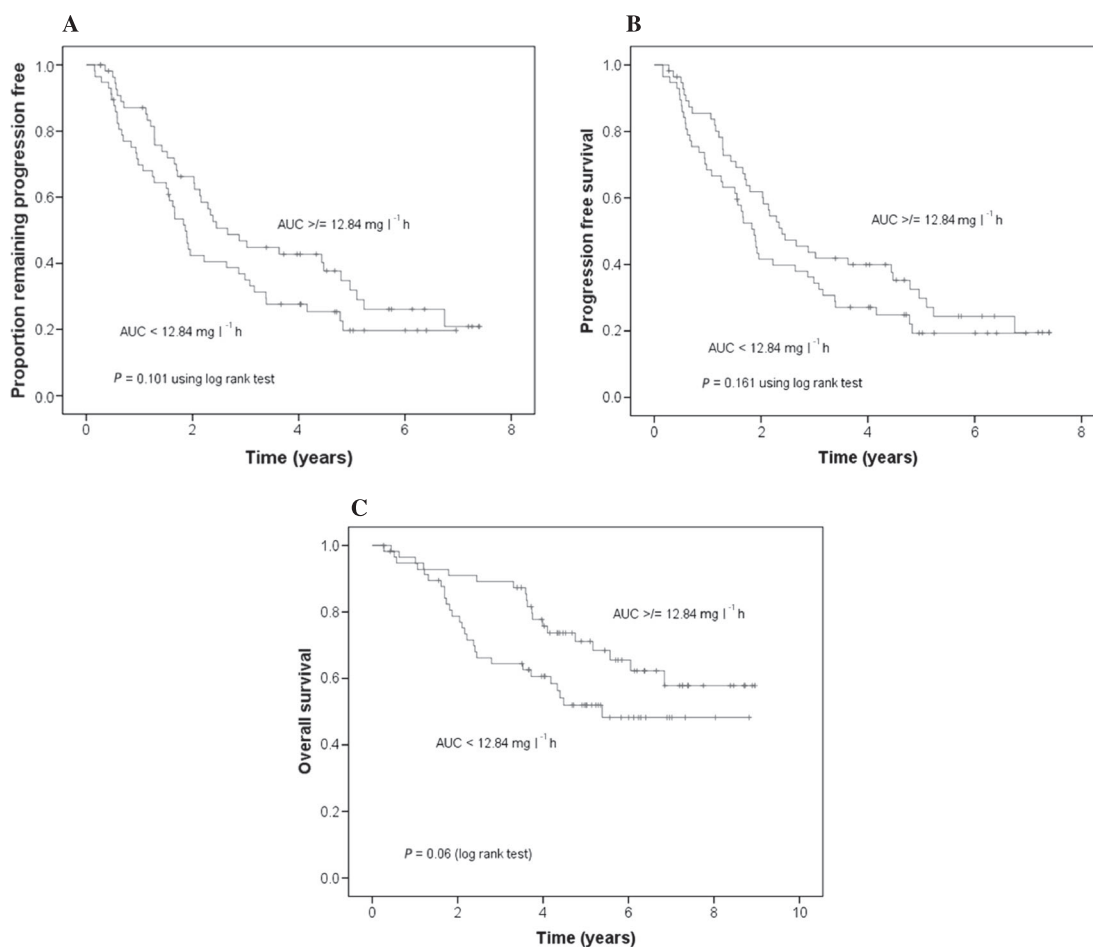 A
Proportion remaining progression free
1.0
0.8
0.6
0.4
0.2
0.0
AUC >/= 12.84 mg l⁻¹ h
AUC < 12.84 mg l⁻¹ h
P = 0.101 using log rank test
0 2 4 6 8
Time (years)
B
Progression free survival
1.0
0.8
0.6
0.4
0.2
0.0
AUC >/= 12.84 mg l⁻¹ h
AUC < 12.84 mg l⁻¹ h
P = 0.161 using log rank test
0 2 4 6 8
Time (years)
C
Overall survival
1.0
0.8
0.6
0.4
0.2
0.0
AUC >/= 12.84 mg l⁻¹ h
AUC < 12.84 mg l⁻¹ h
P = 0.06 (log rank test)
0 2 4 6 8 10
Time (years)